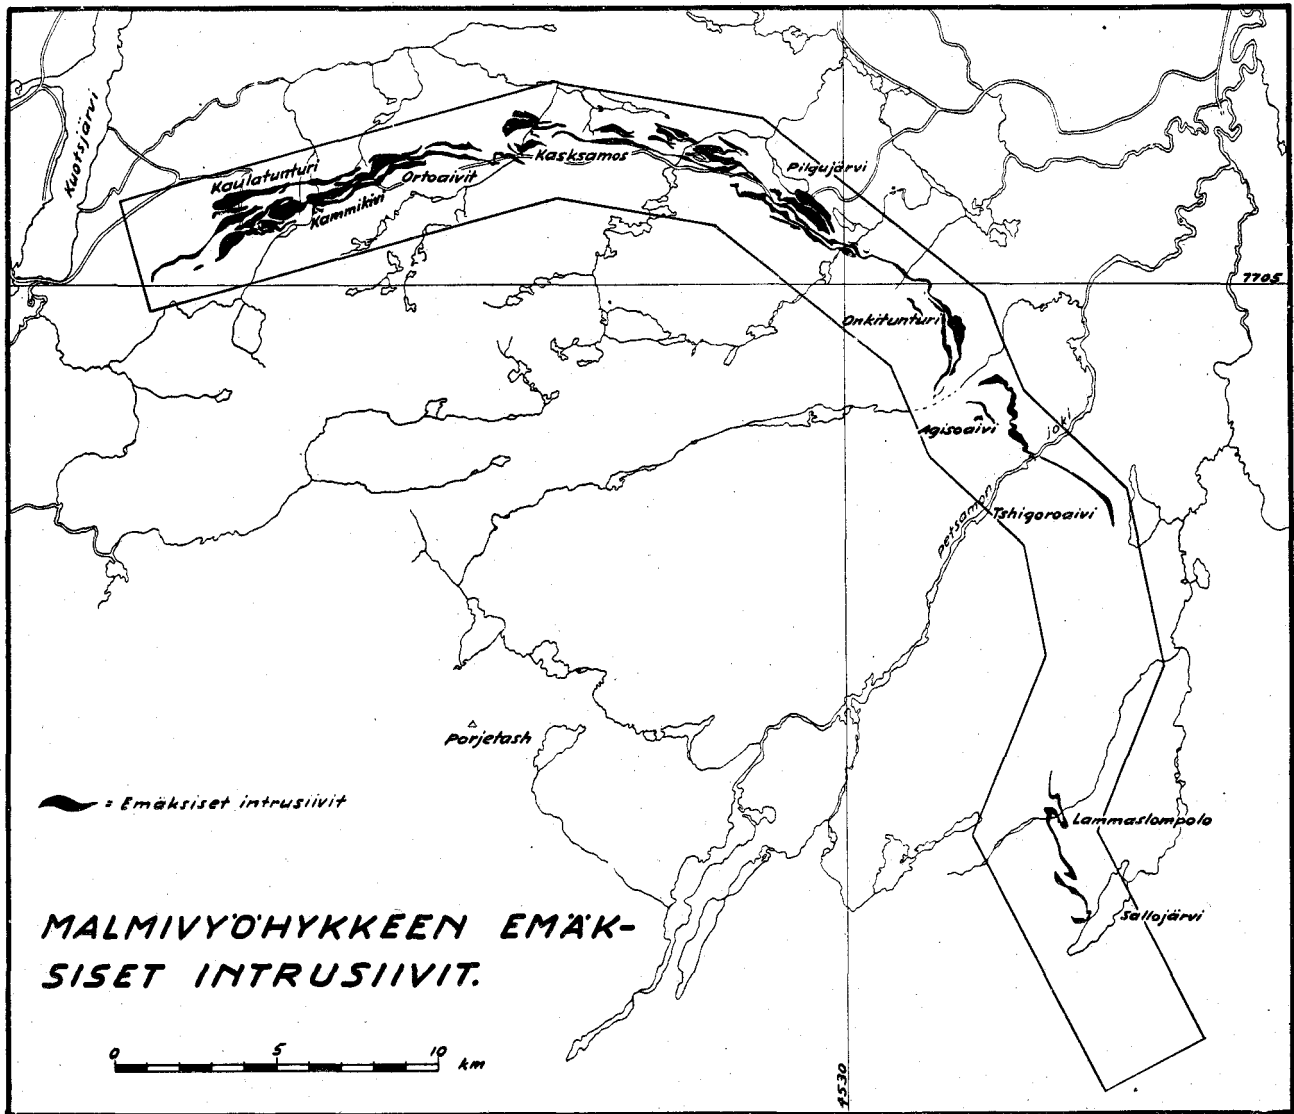 Kuotsjärvi
Kaulatunturi
Kammikivi
Ortoaivit
Kasksamos
Pilgujärvi
7705
Onkitunturi
Agisoaivi
Petsamon joki
Tshigoroaivi
Porjetash
= Emäksiset intrusiivit
Lammaslompolo
Sallojärvi
MALMIVYÖHYKKEEN EMÄK-
SISET INTRUSIIVIT.
0 5 10 km
4530